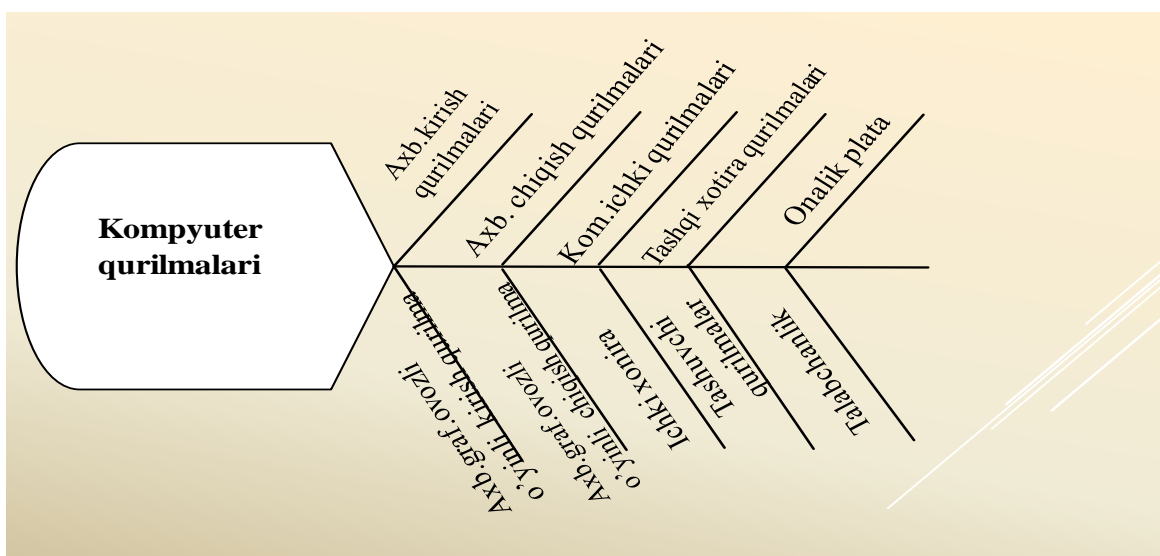 Kompyuter
qurilmalari
Axb.kirish
qurilmalari
Axb. chiqish qurilmalari
Kom.ichki qurilmalari
Tashqi xotira qurilmalari
Onalik plata
Axb.graf.ovozli
o'yinli kirish qurilma
Axb.graf.ovozli
o'yinli chiqish qurilma
Ichki xonira
Tashuvchi
qurilmalar
Talabchanlik